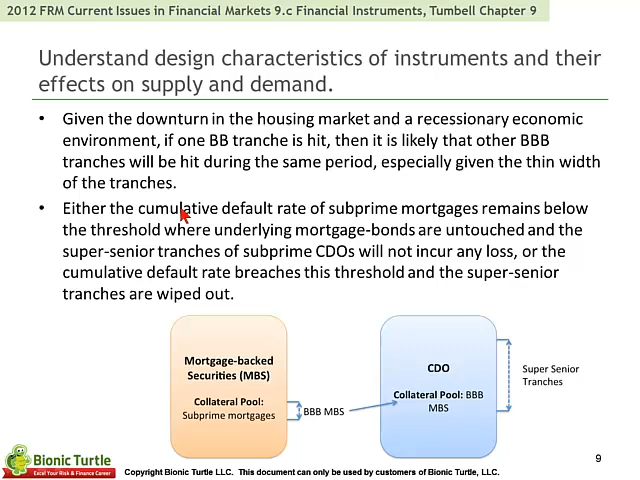 2012 FRM Current Issues in Financial Markets 9.c Financial Instruments, Tumbell Chapter 9
Understand design characteristics of instruments and their
effects on supply and demand.
• Given the downturn in the housing market and a recessionary economic
environment, if one BB tranche is hit, then it is likely that other BBB
tranches will be hit during the same period, especially given the thin width
of the tranches.
• Either the cumulative default rate of subprime mortgages remains below
the threshold where underlying mortgage-bonds are untouched and the
super-senior tranches of subprime CDOs will not incur any loss, or the
cumulative default rate breaches this threshold and the super-senior
tranches are wiped out.
Mortgage-backed
Securities (MBS)
Collateral Pool:
Subprime mortgages
BBB MBS
CDO
Collateral Pool: BBB
MBS
Super Senior
Tranches
9
Bionic Turtle
Excel Your Risk & Finance Career
Copyright Bionic Turtle LLC. This document can only be used by customers of Bionic Turtle, LLC.